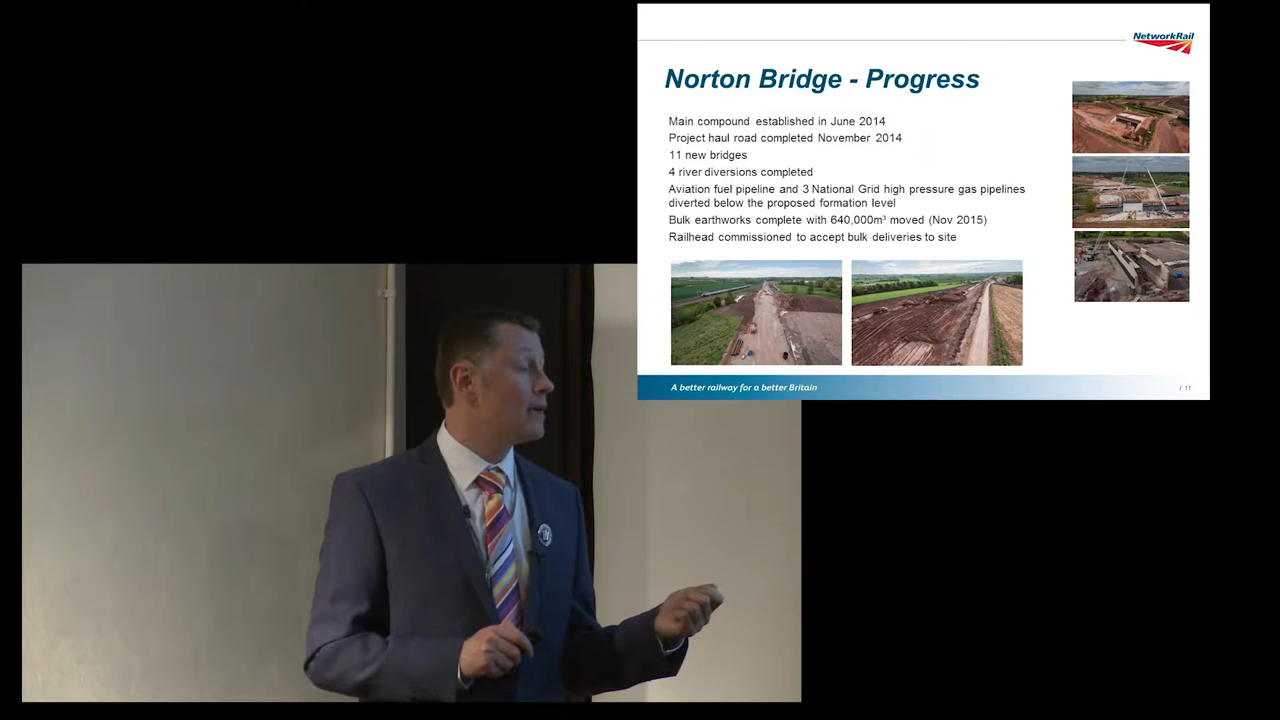 NetworkRail
Norton Bridge - Progress
Main compound established in June 2014
Project haul road completed November 2014
11 new bridges
4 river diversions completed
Aviation fuel pipeline and 3 National Grid high pressure gas pipelines
diverted below the proposed formation level
Bulk earthworks complete with 640,000m³ moved (Nov 2015)
Railhead commissioned to accept bulk deliveries to site
A better railway for a better Britain
/ 11